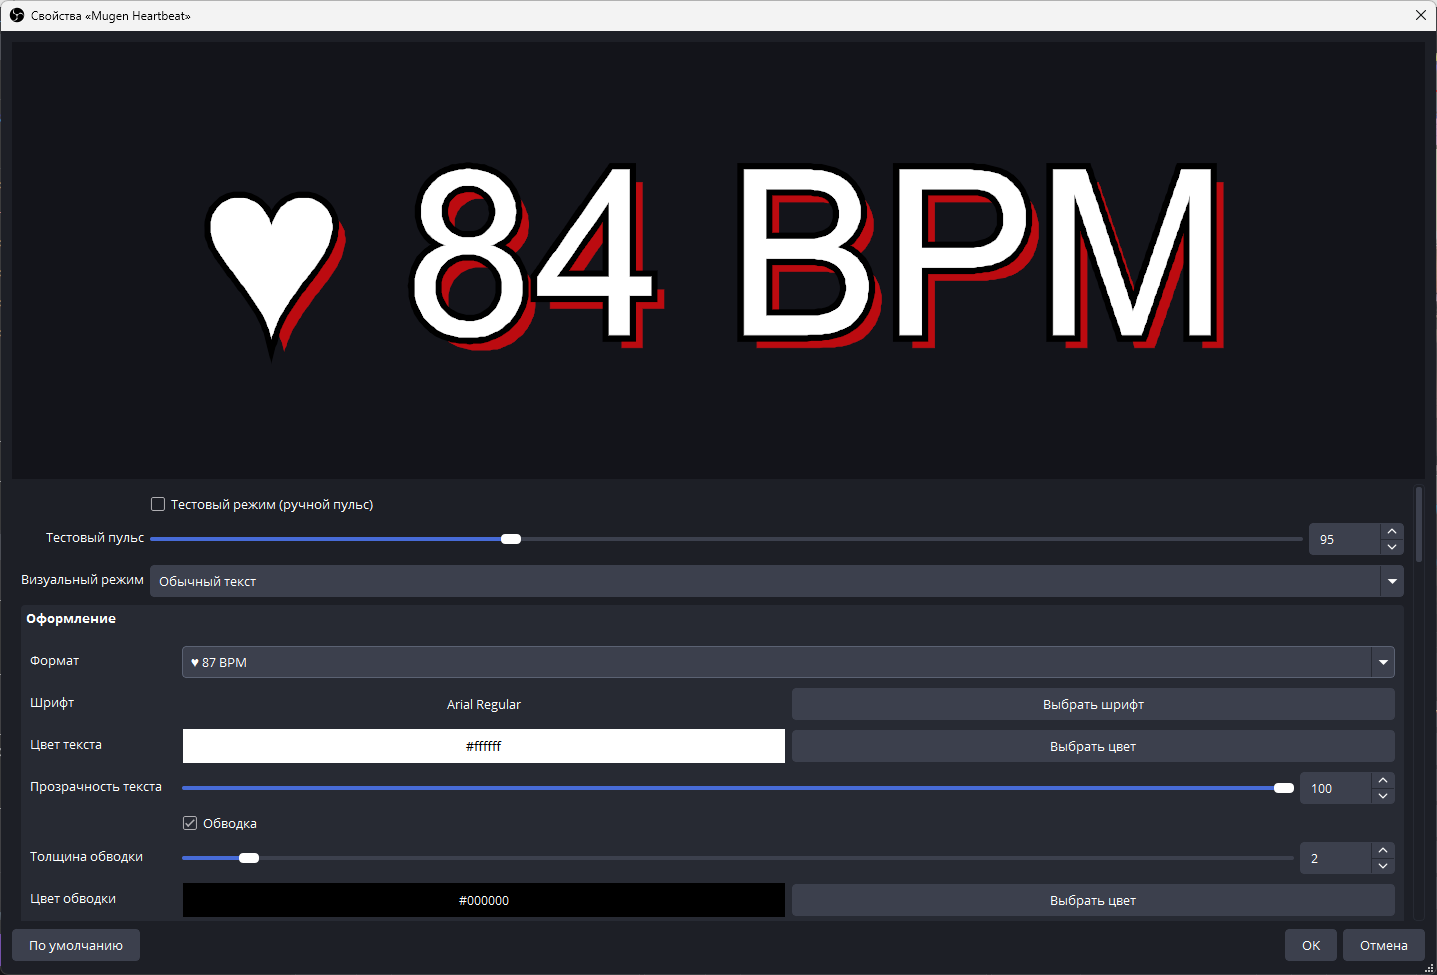 Свойства «Mugen Heartbeat»
♥ 84 BPM
Тестовый режим (ручной пульс)
Тестовый пульс 95
Визуальный режим Обычный текст
Оформление
Формат ♥ 87 BPM
Шрифт Arial Regular Выбрать шрифт
Цвет текста #ffffff Выбрать цвет
Прозрачность текста 100
Обводка
Толщина обводки 2
Цвет обводки #000000 Выбрать цвет
По умолчанию OK Отмена